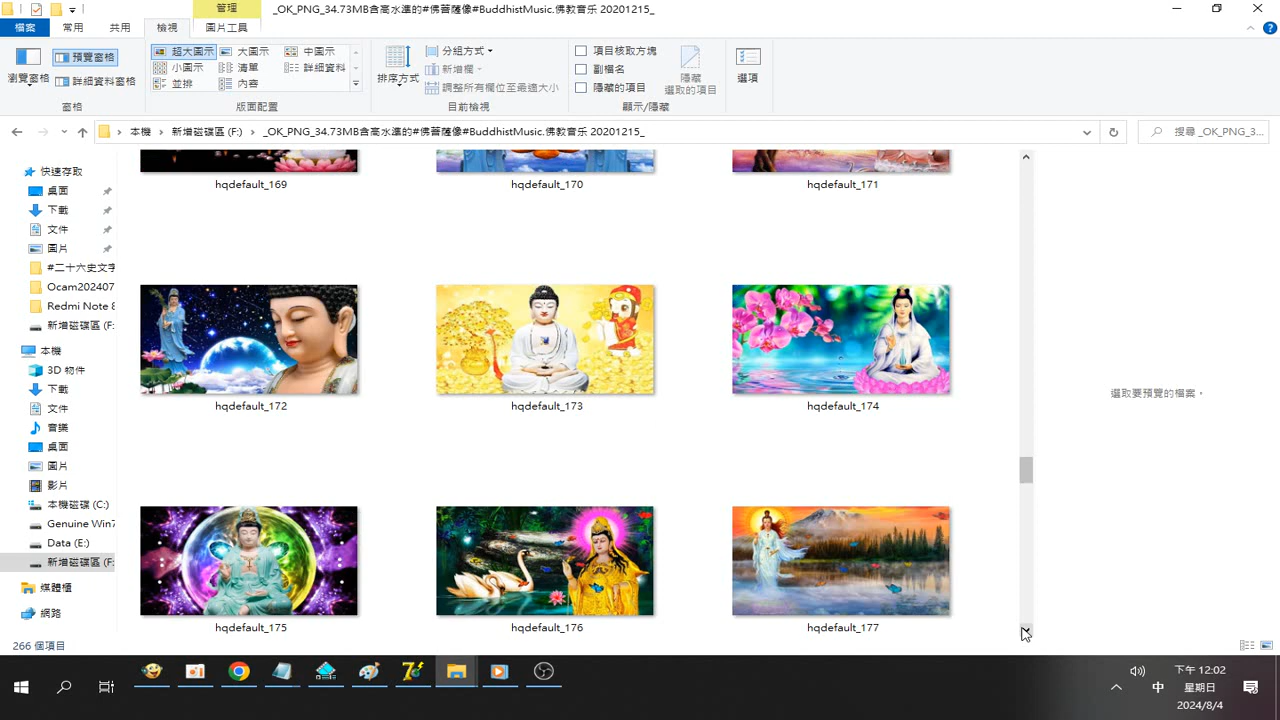 管理
_OK_PNG_34.73MB含高水準的#佛菩薩像#BuddhistMusic.佛教音乐 20201215_
檔案
常用
共用
檢視
圖片工具
瀏覽窗格
預覽窗格
詳細資料窗格
窗格
超大圖示
大圖示
中圖示
小圖示
清單
詳細資料
並排
內容
版面配置
排序方式
分組方式
新增欄
調整所有欄位至最適大小
目前檢視
項目核取方塊
副檔名
隱藏的項目
隱藏
選取的項目
顯示/隱藏
選項
本機
新增磁碟區 (F:)
_OK_PNG_34.73MB含高水準的#佛菩薩像#BuddhistMusic.佛教音乐 20201215_
搜尋 _OK_PNG_3...
快速存取
桌面
下載
文件
圖片
#二十六史文字
Ocam202407
Redmi Note 8
新增磁碟區 (F:
本機
3D 物件
下載
文件
音樂
桌面
圖片
影片
本機磁碟 (C:)
Genuine Win7
Data (E:)
新增磁碟區 (F:
媒體櫃
網路
hqdefault_169
hqdefault_170
hqdefault_171
hqdefault_172
hqdefault_173
hqdefault_174
hqdefault_175
hqdefault_176
hqdefault_177
選取要預覽的檔案。
266 個項目
中
下午 12:02
星期日
2024/8/4